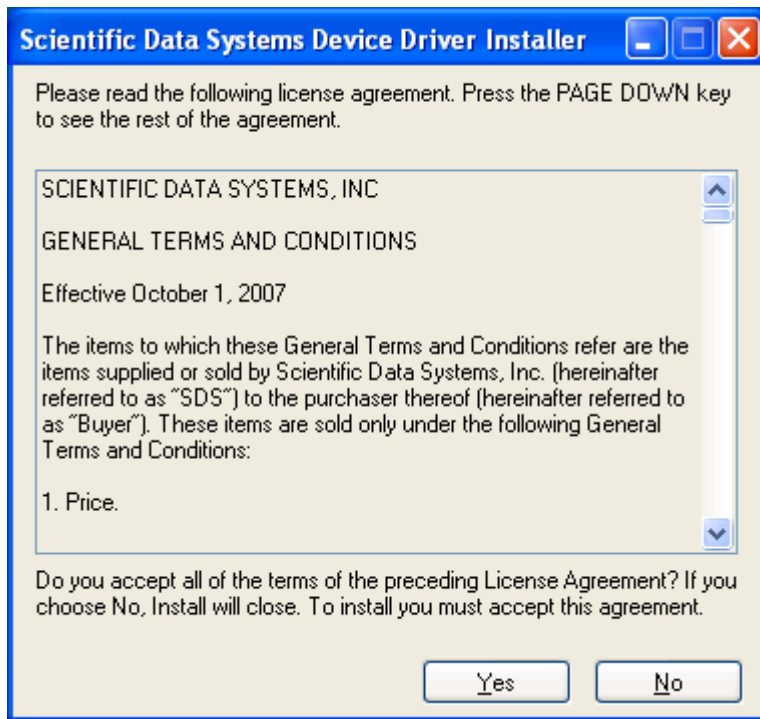 Scientific Data Systems Device Driver Installer
Please read the following license agreement. Press the PAGE DOWN key
to see the rest of the agreement.
SCIENTIFIC DATA SYSTEMS, INC
GENERAL TERMS AND CONDITIONS
Effective October 1, 2007
The items to which these General Terms and Conditions refer are the
items supplied or sold by Scientific Data Systems, Inc. (hereinafter
referred to as "SDS") to the purchaser thereof (hereinafter referred to
as "Buyer"). These items are sold only under the following General
Terms and Conditions:
1. Price.
Do you accept all of the terms of the preceding License Agreement? If you
choose No, Install will close. To install you must accept this agreement.
Yes
No